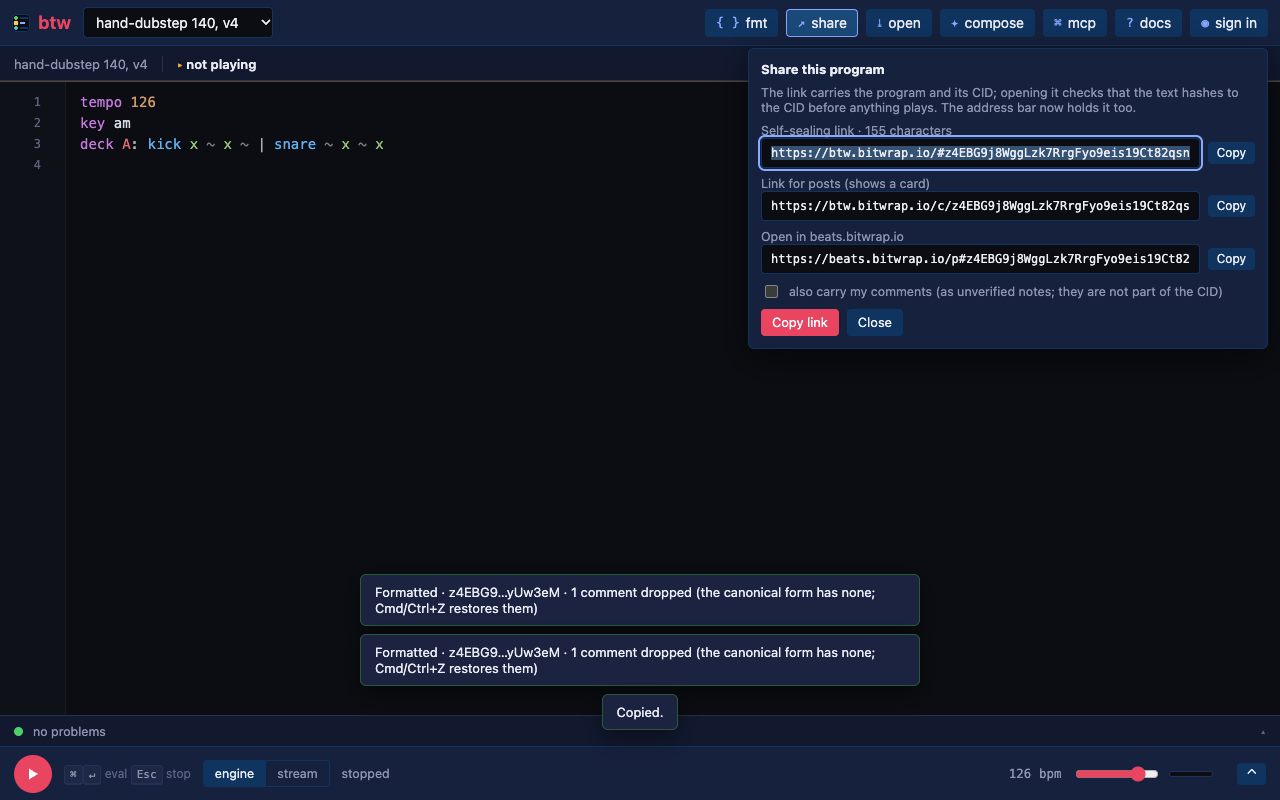 btw
hand-dubstep 140, v4
{ } fmt
↗ share
↓ open
✦ compose
⌘ mcp
? docs
● sign in
hand-dubstep 140, v4
▸ not playing
1 tempo 126
2 key am
3 deck A: kick x ~ x ~ | snare ~ x ~ x
4
Share this program
The link carries the program and its CID; opening it checks that the text hashes to
the CID before anything plays. The address bar now holds it too.
Self-sealing link · 155 characters
https://btw.bitwrap.io/#z4EBG9j8WggLzk7RrgFyo9eis19Ct82qsn
Copy
Link for posts (shows a card)
https://btw.bitwrap.io/c/z4EBG9j8WggLzk7RrgFyo9eis19Ct82qs
Copy
Open in beats.bitwrap.io
https://beats.bitwrap.io/p#z4EBG9j8WggLzk7RrgFyo9eis19Ct82
Copy
also carry my comments (as unverified notes; they are not part of the CID)
Copy link
Close
Formatted · z4EBG9…yUw3eM · 1 comment dropped (the canonical form has none;
Cmd/Ctrl+Z restores them)
Formatted · z4EBG9…yUw3eM · 1 comment dropped (the canonical form has none;
Cmd/Ctrl+Z restores them)
Copied.
no problems
⌘ ↵ eval Esc stop
engine
stream
stopped
126 bpm